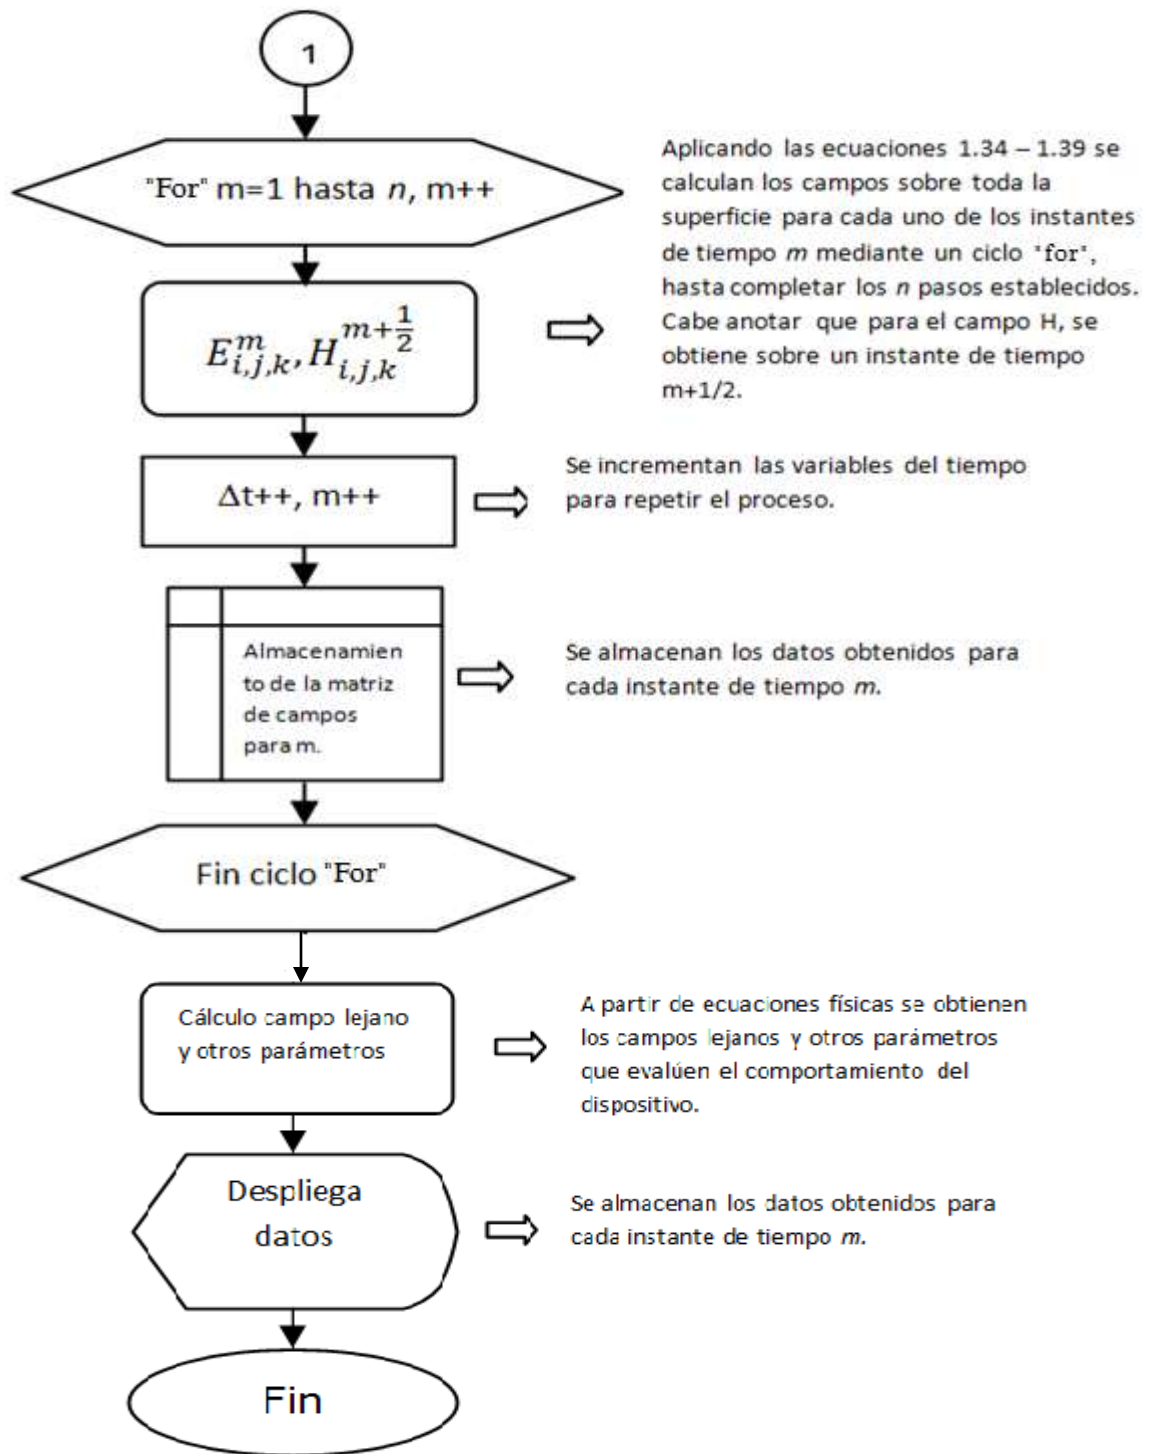 1
"For" m=1 hasta n, m++
Aplicando las ecuaciones 1.34 – 1.39 se
calculan los campos sobre toda la
superficie para cada uno de los instantes
de tiempo m mediante un ciclo "for",
hasta completar los n pasos establecidos.
Cabe anotar que para el campo H, se
obtiene sobre un instante de tiempo
m+1/2.
$E_{i,j,k}^{m}, H_{i,j,k}^{m+\frac{1}{2}}$
Δt++, m++
Se incrementan las variables del tiempo
para repetir el proceso.
Almacenamien
to de la matriz
de campos
para m.
Se almacenan los datos obtenidos para
cada instante de tiempo m.
Fin ciclo "For"
Cálculo campo lejano
y otros parámetros
A partir de ecuaciones físicas se obtienen
los campos lejanos y otros parámetros
que evalúen el comportamiento del
dispositivo.
Despliega
datos
Se almacenan los datos obtenidos para
cada instante de tiempo m.
Fin